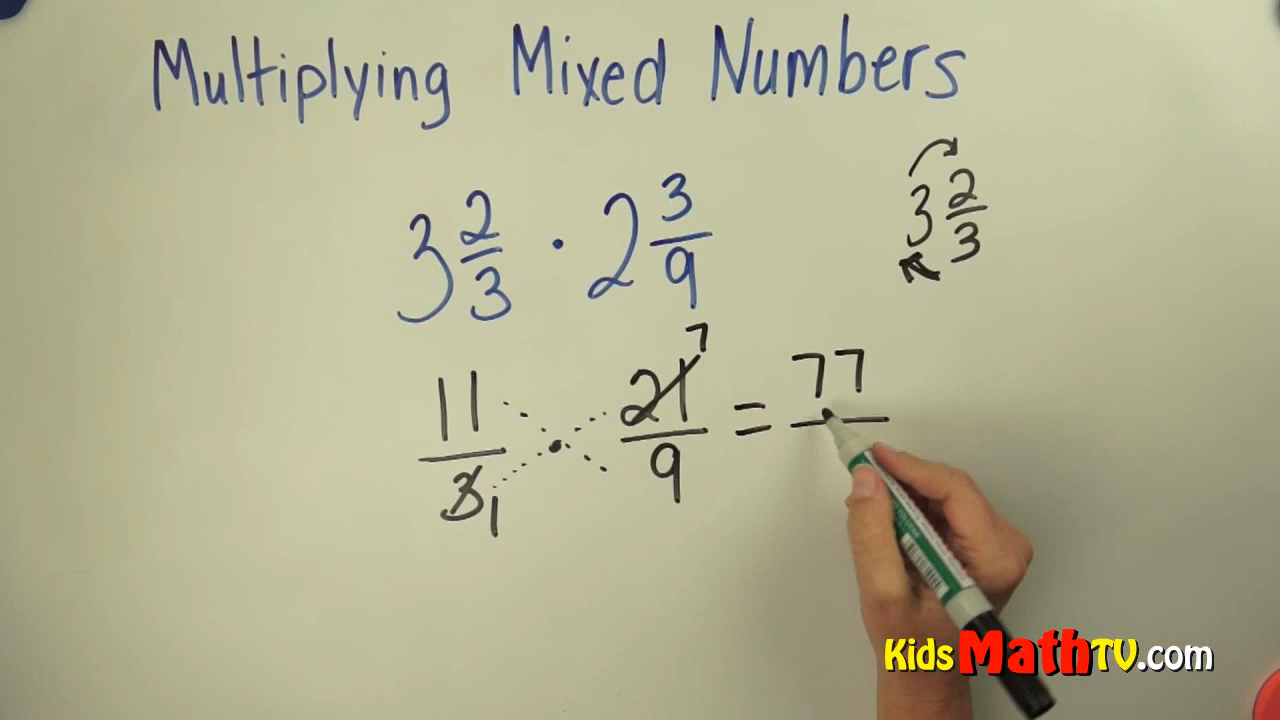 Multiplying Mixed Numbers
3 2/3 · 2 3/9
3 2/3
11/3 1 · 21 7/9 = 77
KidsMathTV.com